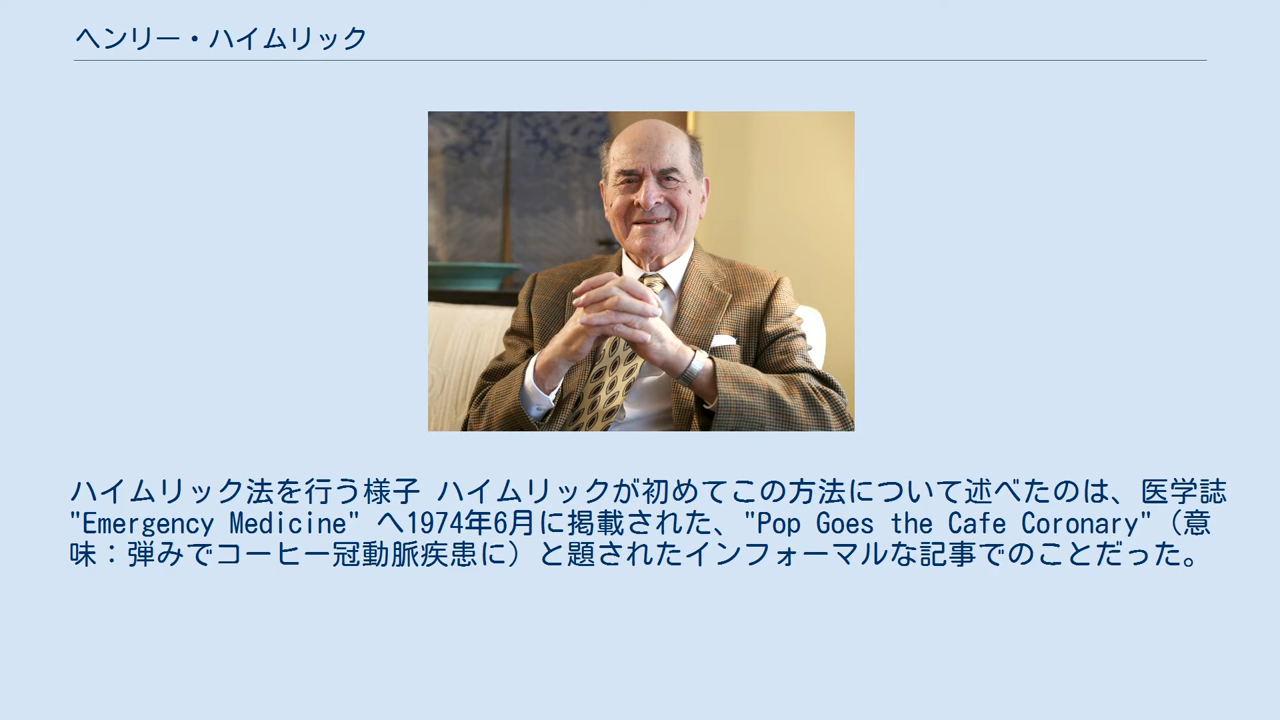 ヘンリー・ハイムリック
ハイムリック法を行う様子 ハイムリックが初めてこの方法について述べたのは、医学誌
"Emergency Medicine" へ1974年6月に掲載された、"Pop Goes the Cafe Coronary"（意
味：弾みでコーヒー冠動脈疾患に）と題されたインフォーマルな記事でのことだった。